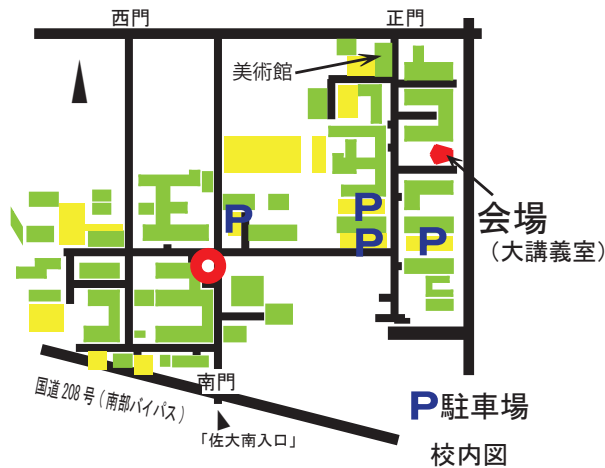 西門
正門
美術館
P
P
P
P
会場
(大講義室)
南門
国道 208 号 (南部バイパス)
「佐大南入口」
P駐車場
校内図